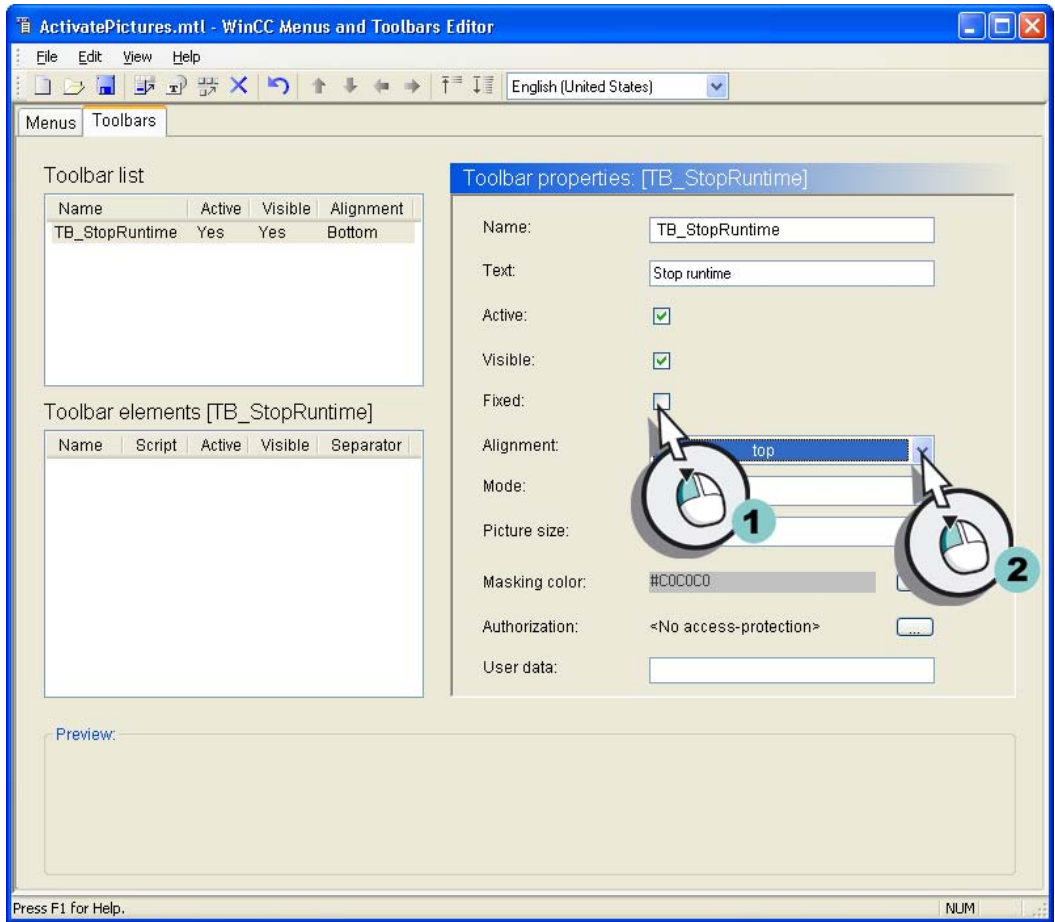 ActivatePictures.mtl - WinCC Menus and Toolbars Editor
File Edit View Help
English (United States)
Menus Toolbars
Toolbar list
Name Active Visible Alignment
TB_StopRuntime Yes Yes Bottom
Toolbar elements [TB_StopRuntime]
Name Script Active Visible Separator
Toolbar properties: [TB_StopRuntime]
Name: TB_StopRuntime
Text: Stop runtime
Active:
Visible:
Fixed:
Alignment: top
Mode:
1
Picture size:
2
Masking color: #C0C0C0
Authorization: <No access-protection> ...
User data:
Preview:
Press F1 for Help. NUM